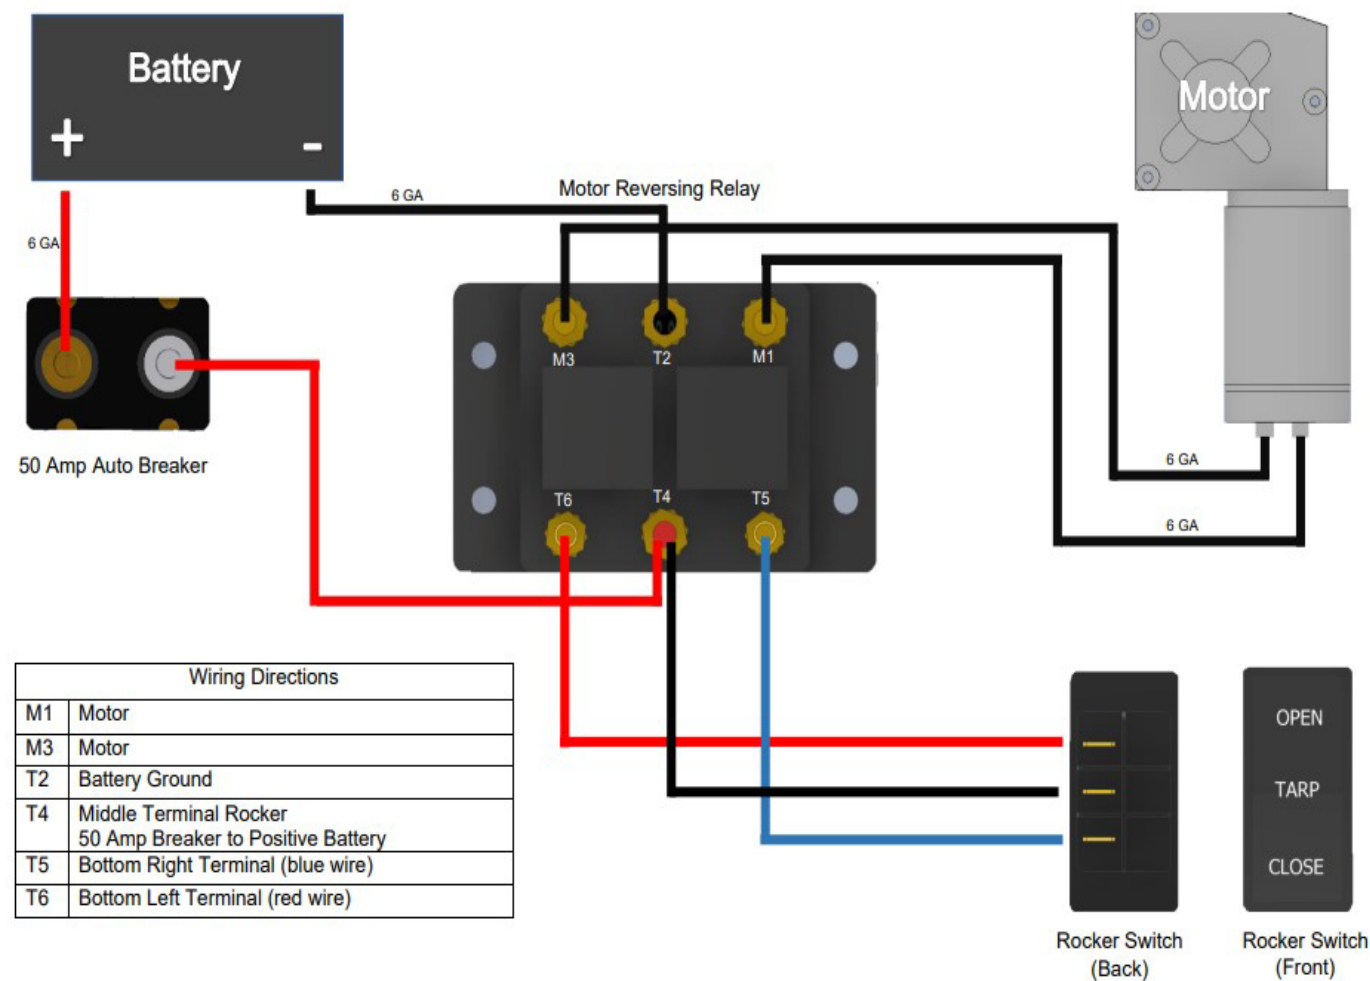 Battery
+
-
Motor
6 GA
Motor Reversing Relay
6 GA
M3
T2
M1
50 Amp Auto Breaker
6 GA
T6
T4
T5
6 GA
Wiring Directions
M1 Motor
M3 Motor
T2 Battery Ground
T4 Middle Terminal Rocker
50 Amp Breaker to Positive Battery
T5 Bottom Right Terminal (blue wire)
T6 Bottom Left Terminal (red wire)
OPEN
TARP
CLOSE
Rocker Switch
(Back)
Rocker Switch
(Front)